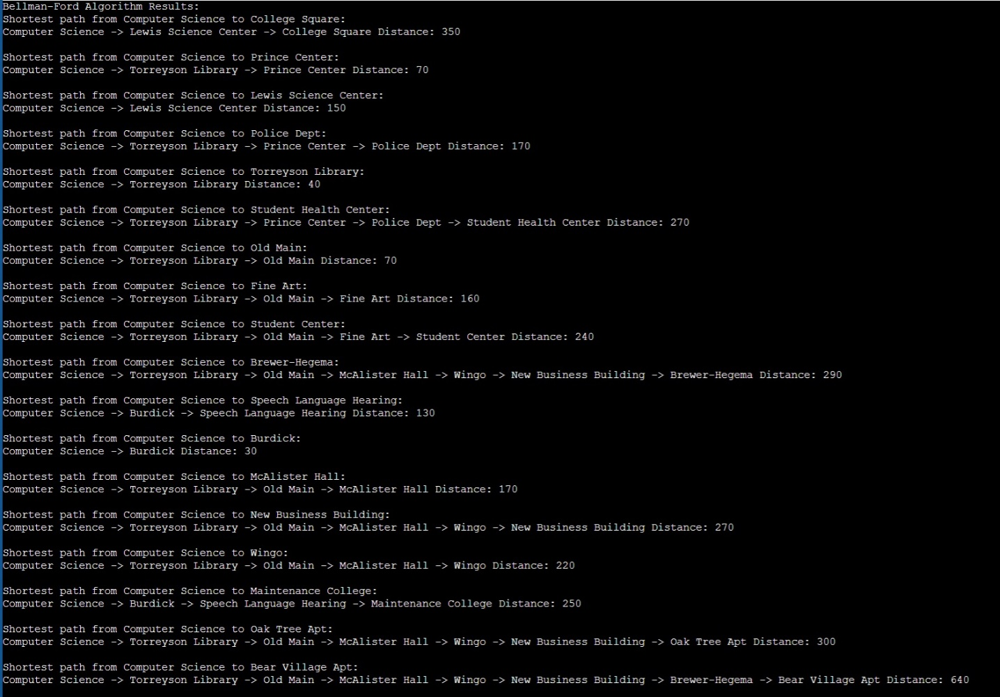 Bellman-Ford Algorithm Results:
Shortest path from Computer Science to College Square:
Computer Science -> Lewis Science Center -> College Square Distance: 350
Shortest path from Computer Science to Prince Center:
Computer Science -> Torreyson Library -> Prince Center Distance: 70
Shortest path from Computer Science to Lewis Science Center:
Computer Science -> Lewis Science Center Distance: 150
Shortest path from Computer Science to Police Dept:
Computer Science -> Torreyson Library -> Prince Center -> Police Dept Distance: 170
Shortest path from Computer Science to Torreyson Library:
Computer Science -> Torreyson Library Distance: 40
Shortest path from Computer Science to Student Health Center:
Computer Science -> Torreyson Library -> Prince Center -> Police Dept -> Student Health Center Distance: 270
Shortest path from Computer Science to Old Main:
Computer Science -> Torreyson Library -> Old Main Distance: 70
Shortest path from Computer Science to Fine Art:
Computer Science -> Torreyson Library -> Old Main -> Fine Art Distance: 160
Shortest path from Computer Science to Student Center:
Computer Science -> Torreyson Library -> Old Main -> Fine Art -> Student Center Distance: 240
Shortest path from Computer Science to Brewer-Hegema:
Computer Science -> Torreyson Library -> Old Main -> McAlister Hall -> Wingo -> New Business Building -> Brewer-Hegema Distance: 290
Shortest path from Computer Science to Speech Language Hearing:
Computer Science -> Burdick -> Speech Language Hearing Distance: 130
Shortest path from Computer Science to Burdick:
Computer Science -> Burdick Distance: 30
Shortest path from Computer Science to McAlister Hall:
Computer Science -> Torreyson Library -> Old Main -> McAlister Hall Distance: 170
Shortest path from Computer Science to New Business Building:
Computer Science -> Torreyson Library -> Old Main -> McAlister Hall -> Wingo -> New Business Building Distance: 270
Shortest path from Computer Science to Wingo:
Computer Science -> Torreyson Library -> Old Main -> McAlister Hall -> Wingo Distance: 220
Shortest path from Computer Science to Maintenance College:
Computer Science -> Burdick -> Speech Language Hearing -> Maintenance College Distance: 250
Shortest path from Computer Science to Oak Tree Apt:
Computer Science -> Torreyson Library -> Old Main -> McAlister Hall -> Wingo -> New Business Building -> Oak Tree Apt Distance: 300
Shortest path from Computer Science to Bear Village Apt:
Computer Science -> Torreyson Library -> Old Main -> McAlister Hall -> Wingo -> New Business Building -> Brewer-Hegema -> Bear Village Apt Distance: 640